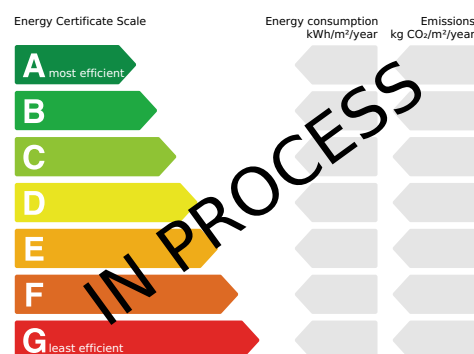 Energy Certificate Scale
Energy consumption
kWh/m²/year
Emissions
kg CO₂/m²/year
A most efficient
B
C
D
E
F
G least efficient
IN PROCESS